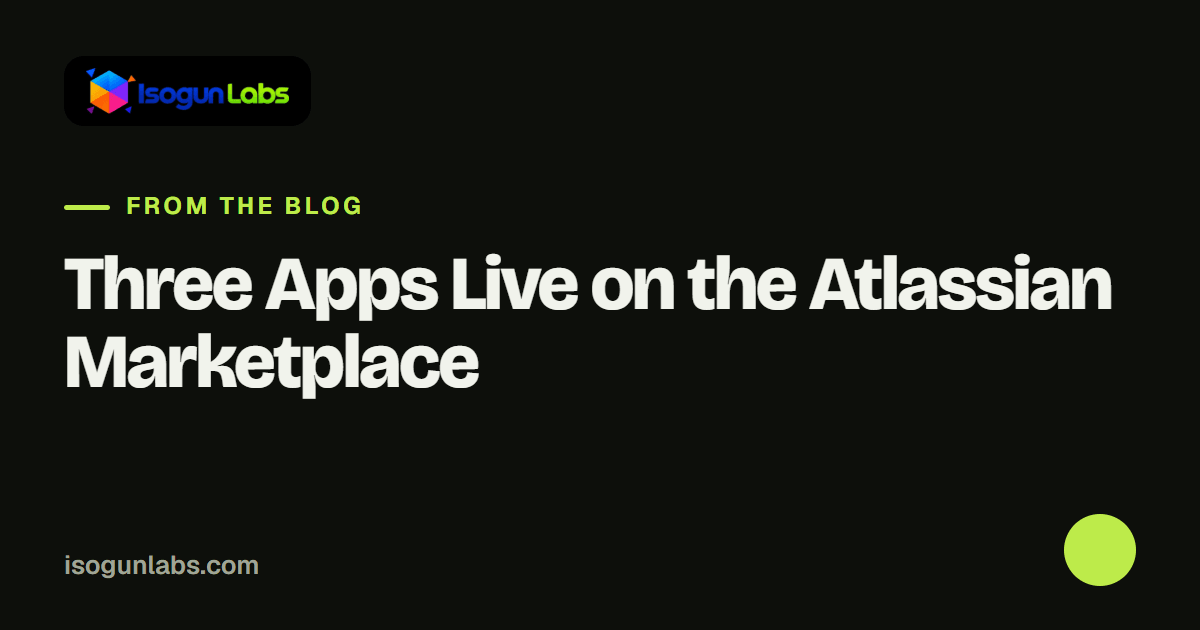 Isogun Labs
FROM THE BLOG
Three Apps Live on the Atlassian
Marketplace
isogunlabs.com